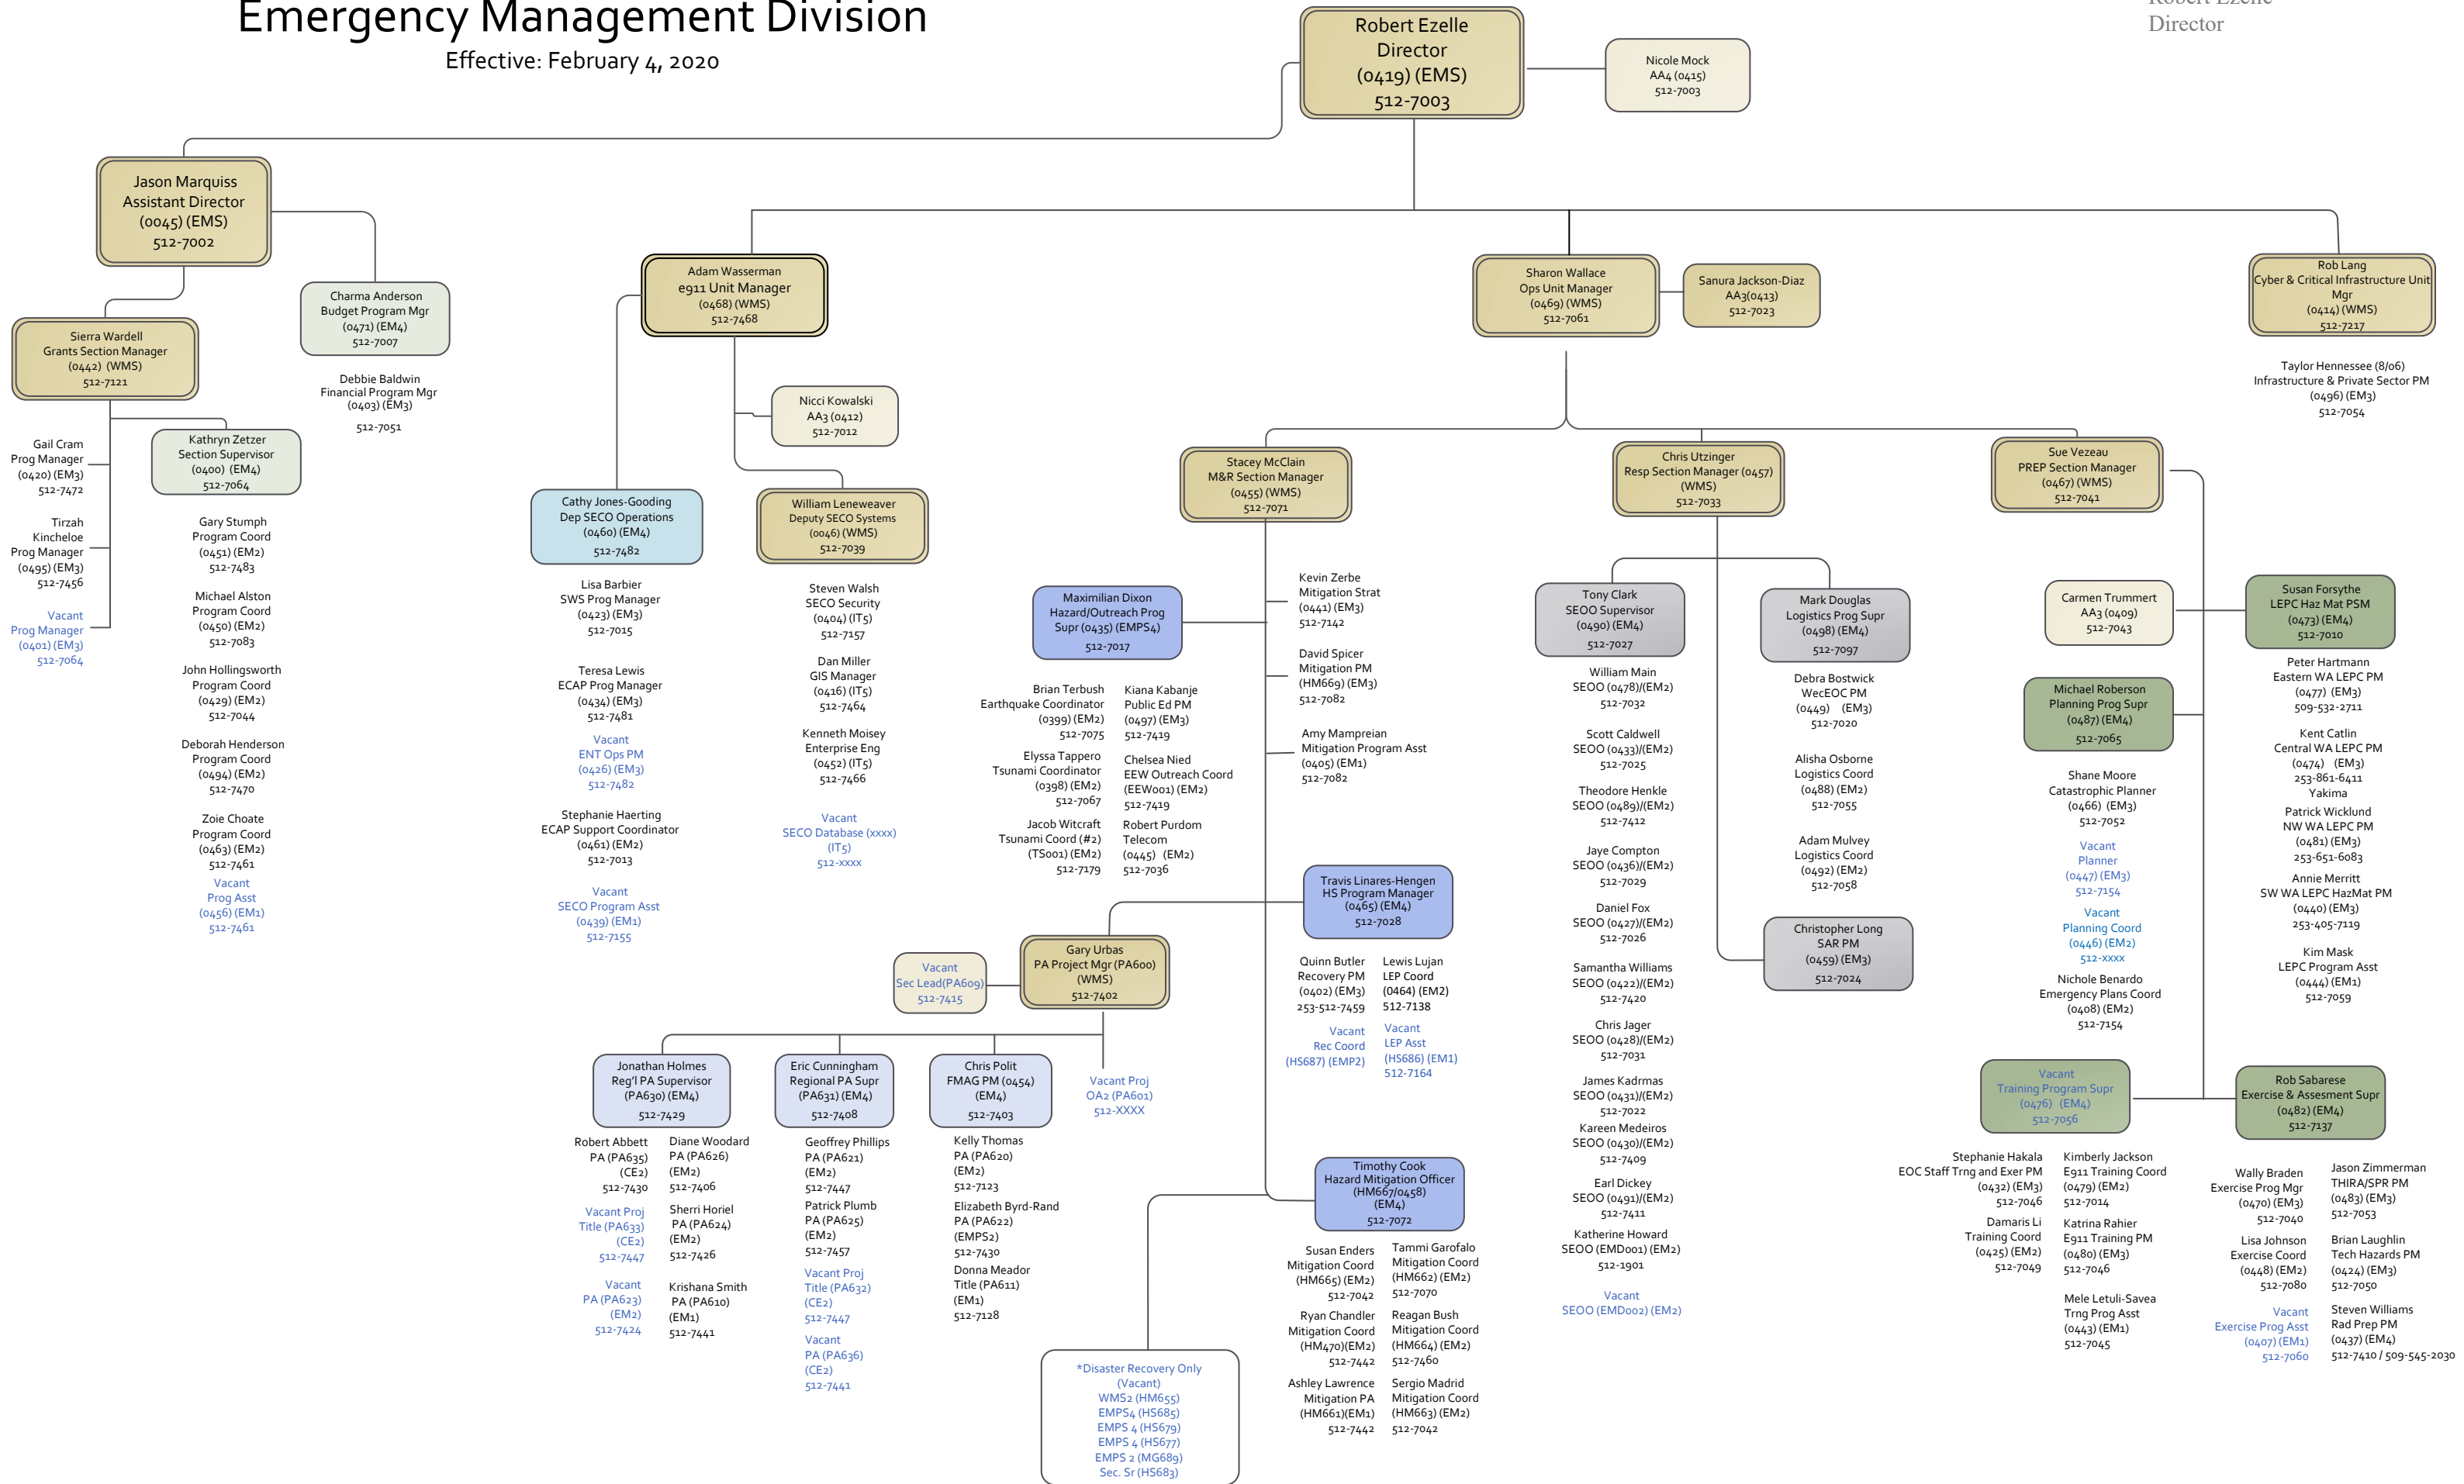 Emergency Management Division
Effective: February 4, 2020
Director
Robert Ezelle
Director
(0419) (EMS)
512-7003
Nicole Mock
AA4 (0415)
512-7003
Jason Marquiss
Assistant Director
(0045) (EMS)
512-7002
Charma Anderson
Budget Program Mgr
(0471) (EM4)
512-7007
Debbie Baldwin
Financial Program Mgr
(0403) (EM3)
512-7051
Sierra Wardell
Grants Section Manager
(0442) (WMS)
512-7121
Gail Cram
Prog Manager
(0420) (EM3)
512-7472
Tirzah
Kincheloe
Prog Manager
(0495) (EM3)
512-7456
Vacant
Prog Manager
(0401) (EM3)
512-7064
Kathryn Zetzer
Section Supervisor
(0400) (EM4)
512-7064
Gary Stumph
Program Coord
(0451) (EM2)
512-7483
Michael Alston
Program Coord
(0450) (EM2)
512-7083
John Hollingsworth
Program Coord
(0429) (EM2)
512-7044
Deborah Henderson
Program Coord
(0494) (EM2)
512-7470
Zoie Choate
Program Coord
(0463) (EM2)
512-7461
Vacant
Prog Asst
(0456) (EM1)
512-7461
Adam Wasserman
e911 Unit Manager
(0468) (WMS)
512-7468
Nicci Kowalski
AA3 (0412)
512-7012
Cathy Jones-Gooding
Dep SECO Operations
(0460) (EM4)
512-7482
Lisa Barbier
SWS Prog Manager
(0423) (EM3)
512-7015
Teresa Lewis
ECAP Prog Manager
(0434) (EM3)
512-7481
Vacant
ENT Ops PM
(0426) (EM3)
512-7482
Stephanie Haerting
ECAP Support Coordinator
(0461) (EM2)
512-7013
Vacant
SECO Program Asst
(0439) (EM1)
512-7155
William Leneweaver
Deputy SECO Systems
(0046) (WMS)
512-7039
Steven Walsh
SECO Security
(0404) (IT5)
512-7157
Dan Miller
GIS Manager
(0416) (IT5)
512-7464
Kenneth Moisey
Enterprise Eng
(0452) (IT5)
512-7466
Vacant
SECO Database (xxxx)
(IT5)
512-xxxx
Sharon Wallace
Ops Unit Manager
(0469) (WMS)
512-7061
Sanura Jackson-Diaz
AA3(0413)
512-7023
Rob Lang
Cyber & Critical Infrastructure Unit
Mgr
(0414) (WMS)
512-7217
Taylor Hennessee (8/06)
Infrastructure & Private Sector PM
(0496) (EM3)
512-7054
Stacey McClain
M&R Section Manager
(0455) (WMS)
512-7071
Maximilian Dixon
Hazard/Outreach Prog
Supr (0435) (EMPS4)
512-7017
Brian Terbush
Earthquake Coordinator
(0399) (EM2)
512-7075
Elyssa Tappero
Tsunami Coordinator
(0398) (EM2)
512-7067
Jacob Witcraft
Tsunami Coord (#2)
(TS001) (EM2)
512-7179
Kiana Kabanje
Public Ed PM
(0497) (EM3)
512-7419
Chelsea Nied
EEW Outreach Coord
(EEW001) (EM2)
512-7419
Robert Purdom
Telecom
(0445) (EM2)
512-7036
Kevin Zerbe
Mitigation Strat
(0441) (EM3)
512-7142
David Spicer
Mitigation PM
(HM669) (EM3)
512-7082
Amy Mampreian
Mitigation Program Asst
(0405) (EM1)
512-7082
Travis Linares-Hengen
HS Program Manager
(0465) (EM4)
512-7028
Quinn Butler
Recovery PM
(0402) (EM3)
253-512-7459
Vacant
Rec Coord
(HS687) (EMP2)
Lewis Lujan
LEP Coord
(0464) (EM2)
512-7138
Vacant
LEP Asst
(HS686) (EM1)
512-7164
Gary Urbas
PA Project Mgr (PA600)
(WMS)
512-7402
Vacant
Sec Lead(PA609)
512-7415
Jonathan Holmes
Reg'l PA Supervisor
(PA630) (EM4)
512-7429
Robert Abbett
PA (PA635)
(CE2)
512-7430
Vacant Proj
Title (PA633)
(CE2)
512-7447
Vacant
PA (PA623)
(EM2)
512-7424
Diane Woodard
PA (PA626)
(EM2)
512-7406
Sherri Horiel
PA (PA624)
(EM2)
512-7426
Krishana Smith
PA (PA610)
(EM1)
512-7441
Eric Cunningham
Regional PA Supr
(PA631) (EM4)
512-7408
Geoffrey Phillips
PA (PA621)
(EM2)
512-7447
Patrick Plumb
PA (PA625)
(EM2)
512-7457
Vacant Proj
Title (PA632)
(CE2)
512-7447
Vacant
PA (PA636)
(CE2)
512-7441
Chris Polit
FMAG PM (0454)
(EM4)
512-7403
Kelly Thomas
PA (PA620)
(EM2)
512-7123
Elizabeth Byrd-Rand
PA (PA622)
(EMPS2)
512-7430
Donna Meador
Title (PA611)
(EM1)
512-7128
Vacant Proj
OA2 (PA601)
512-XXXX
Timothy Cook
Hazard Mitigation Officer
(HM667/0458)
(EM4)
512-7072
Susan Enders
Mitigation Coord
(HM665) (EM2)
512-7042
Ryan Chandler
Mitigation Coord
(HM470)(EM2)
512-7442
Ashley Lawrence
Mitigation PA
(HM661)(EM1)
512-7442
Tammi Garofalo
Mitigation Coord
(HM662) (EM2)
512-7070
Reagan Bush
Mitigation Coord
(HM664) (EM2)
512-7460
Sergio Madrid
Mitigation Coord
(HM663) (EM2)
512-7042
*Disaster Recovery Only
(Vacant)
WMS2 (HM655)
EMPS4 (HS685)
EMPS 4 (HS679)
EMPS 4 (HS677)
EMPS 2 (MG689)
Sec. Sr (HS683)
Chris Utzinger
Resp Section Manager (0457)
(WMS)
512-7033
Tony Clark
SEOO Supervisor
(0490) (EM4)
512-7027
William Main
SEOO (0478)/(EM2)
512-7032
Scott Caldwell
SEOO (0433)/(EM2)
512-7025
Theodore Henkle
SEOO (0489)/(EM2)
512-7412
Jaye Compton
SEOO (0436)/(EM2)
512-7029
Daniel Fox
SEOO (0427)/(EM2)
512-7026
Samantha Williams
SEOO (0422)/(EM2)
512-7420
Chris Jager
SEOO (0428)/(EM2)
512-7031
James Kadrmas
SEOO (0431)/(EM2)
512-7022
Kareen Medeiros
SEOO (0430)/(EM2)
512-7409
Earl Dickey
SEOO (0491)/(EM2)
512-7411
Katherine Howard
SEOO (EMD001) (EM2)
512-1901
Vacant
SEOO (EMD002) (EM2)
Mark Douglas
Logistics Prog Supr
(0498) (EM4)
512-7097
Debra Bostwick
WecEOC PM
(0449) (EM3)
512-7020
Alisha Osborne
Logistics Coord
(0488) (EM2)
512-7055
Adam Mulvey
Logistics Coord
(0492) (EM2)
512-7058
Christopher Long
SAR PM
(0459) (EM3)
512-7024
Sue Vezeau
PREP Section Manager
(0467) (WMS)
512-7041
Carmen Trummert
AA3 (0409)
512-7043
Michael Roberson
Planning Prog Supr
(0487) (EM4)
512-7065
Shane Moore
Catastrophic Planner
(0466) (EM3)
512-7052
Vacant
Planner
(0447) (EM3)
512-7154
Vacant
Planning Coord
(0446) (EM2)
512-xxxx
Nichole Benardo
Emergency Plans Coord
(0408) (EM2)
512-7154
Susan Forsythe
LEPC Haz Mat PSM
(0473) (EM4)
512-7010
Peter Hartmann
Eastern WA LEPC PM
(0477) (EM3)
509-532-2711
Kent Catlin
Central WA LEPC PM
(0474) (EM3)
253-861-6411
Yakima
Patrick Wicklund
NW WA LEPC PM
(0481) (EM3)
253-651-6083
Annie Merritt
SW WA LEPC HazMat PM
(0440) (EM3)
253-405-7119
Kim Mask
LEPC Program Asst
(0444) (EM1)
512-7059
Vacant
Training Program Supr
(0476) (EM4)
512-7056
Stephanie Hakala
EOC Staff Trng and Exer PM
(0432) (EM3)
512-7046
Damaris Li
Training Coord
(0425) (EM2)
512-7049
Kimberly Jackson
E911 Training Coord
(0479) (EM2)
512-7014
Katrina Rahier
E911 Training PM
(0480) (EM3)
512-7046
Mele Letuli-Savea
Trng Prog Asst
(0443) (EM1)
512-7045
Rob Sabarese
Exercise & Assesment Supr
(0482) (EM4)
512-7137
Wally Braden
Exercise Prog Mgr
(0470) (EM3)
512-7040
Lisa Johnson
Exercise Coord
(0448) (EM2)
512-7080
Vacant
Exercise Prog Asst
(0407) (EM1)
512-7060
Jason Zimmerman
THIRA/SPR PM
(0483) (EM3)
512-7053
Brian Laughlin
Tech Hazards PM
(0424) (EM3)
512-7050
Steven Williams
Rad Prep PM
(0437) (EM4)
512-7410 / 509-545-2030